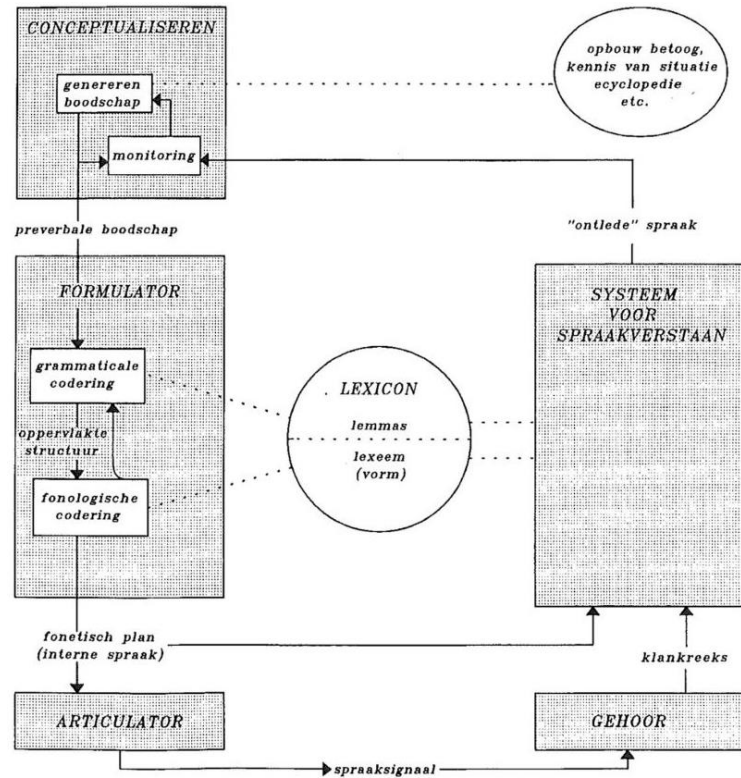 CONCEPTUALISEREN
genereren
boodschap
monitoring
opbouw betoog,
kennis van situatie
ecyclopedie
etc.
preverbale boodschap
"ontlede" spraak
FORMULATOR
grammaticale
codering
oppervlakte
structuur
fonologische
codering
LEXICON
lemmas
lexeem
(vorm)
SYSTEEM
VOOR
SPRAAKVERSTAAN
fonetisch plan
(interne spraak)
klankreeks
ARTICULATOR
GEHOOR
spraaksignaal